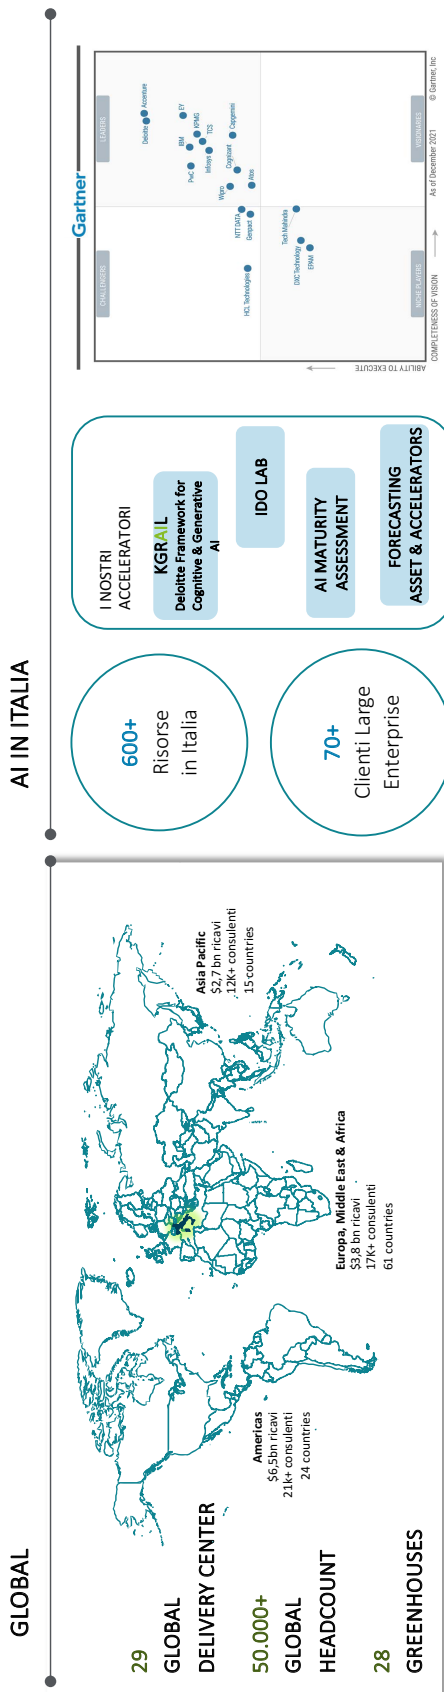 GLOBAL
29
GLOBAL
DELIVERY CENTER
50.000+
GLOBAL
HEADCOUNT
28
GREENHOUSES
Americas
$6,5bn ricavi
21k+ consulenti
24 countries
Europa, Middle East & Africa
$3,8 bn ricavi
17K+ consulenti
61 countries
Asia Pacific
$2,7 bn ricavi
12K+ consulenti
15 countries
AI IN ITALIA
600+
Risorse
in Italia
70+
Clienti Large
Enterprise
I NOSTRI
ACCELERATORI
KGRAIL
Deloitte Framework for
Cognitive & Generative
AI
IDO LAB
AI MATURITY
ASSESSMENT
FORECASTING
ASSET & ACCELERATORS
Gartner
CHALLENGERS
LEADERS
Accenture
Deloitte
EY
IBM
KPMG
TCS
PwC
Infosys
Capgemini
Cognizant
Wipro
Atos
NTT DATA
Genpact
HCL Technologies
Tech Mahindra
DXC Technology
EPAM
NICHE PLAYERS
VISIONARIES
ABILITY TO EXECUTE
COMPLETENESS OF VISION
As of December 2021
© Gartner, Inc